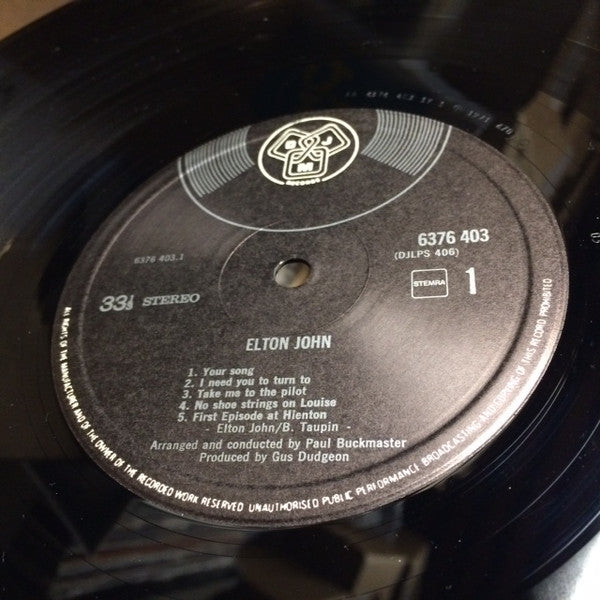 DJM
RECORDS
6376 403
(DJLPS 406)
6376 403.1
STEMRA
1
33⅓ STEREO
ELTON JOHN
1. Your song
2. I need you to turn to
3. Take me to the pilot
4. No shoe strings on Louise
5. First Episode at Hienton
- Elton John/B. Taupin -
Arranged and conducted by Paul Buckmaster
Produced by Gus Dudgeon
ALL RIGHTS OF THE MANUFACTURER AND OF THE OWNER OF THE RECORDED WORK RESERVED UNAUTHORISED PUBLIC PERFORMANCE BROADCASTING AND COPYING OF THIS RECORD PROHIBITED